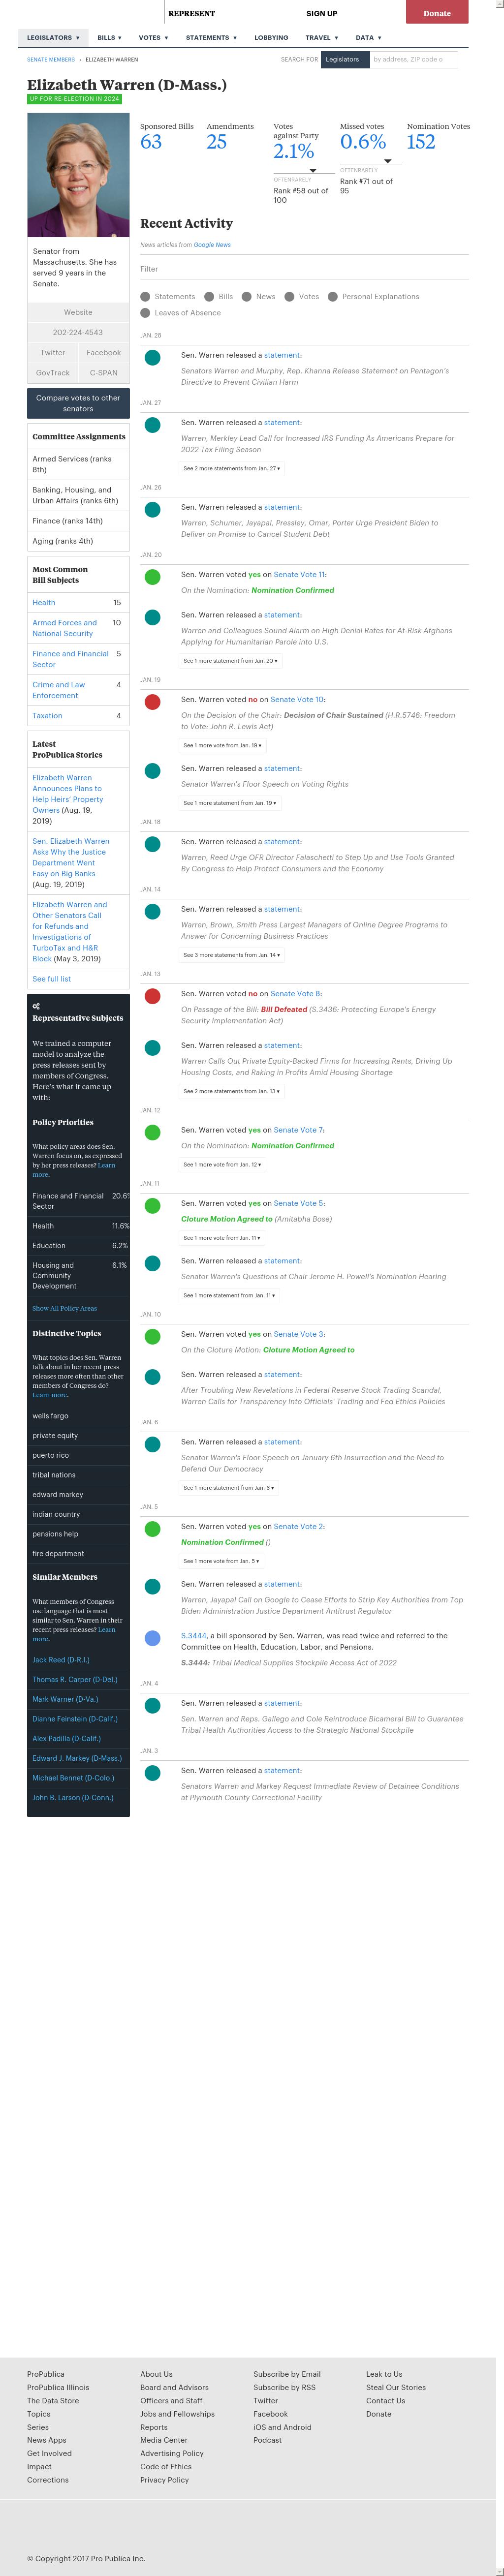 REPRESENT
SIGN UP
Donate
LEGISLATORS ▼
BILLS ▼
VOTES ▼
STATEMENTS ▼
LOBBYING
TRAVEL ▼
DATA ▼
SENATE MEMBERS › ELIZABETH WARREN
SEARCH FOR
Legislators
by address, ZIP code o
Elizabeth Warren (D-Mass.)
UP FOR RE-ELECTION IN 2024
Senator from
Massachusetts. She has
served 9 years in the
Senate.
Website
202-224-4543
Twitter
Facebook
GovTrack
C-SPAN
Compare votes to other
senators
Committee Assignments
Armed Services (ranks
8th)
Banking, Housing, and
Urban Affairs (ranks 6th)
Finance (ranks 14th)
Aging (ranks 4th)
Most Common
Bill Subjects
Health 15
Armed Forces and 10
National Security
Finance and Financial 5
Sector
Crime and Law 4
Enforcement
Taxation 4
Latest
ProPublica Stories
Elizabeth Warren
Announces Plans to
Help Heirs' Property
Owners (Aug. 19,
2019)
Sen. Elizabeth Warren
Asks Why the Justice
Department Went
Easy on Big Banks
(Aug. 19, 2019)
Elizabeth Warren and
Other Senators Call
for Refunds and
Investigations of
TurboTax and H&R
Block (May 3, 2019)
See full list
Representative Subjects
We trained a computer
model to analyze the
press releases sent by
members of Congress.
Here's what it came up
with:
Policy Priorities
What policy areas does Sen.
Warren focus on, as expressed
by her press releases? Learn
more.
Finance and Financial 20.6%
Sector
Health 11.6%
Education 6.2%
Housing and 6.1%
Community
Development
Show All Policy Areas
Distinctive Topics
What topics does Sen. Warren
talk about in her recent press
releases more often than other
members of Congress do?
Learn more.
wells fargo
private equity
puerto rico
tribal nations
edward markey
indian country
pensions help
fire department
Similar Members
What members of Congress
use language that is most
similar to Sen. Warren in their
recent press releases? Learn
more.
Jack Reed (D-R.I.)
Thomas R. Carper (D-Del.)
Mark Warner (D-Va.)
Dianne Feinstein (D-Calif.)
Alex Padilla (D-Calif.)
Edward J. Markey (D-Mass.)
Michael Bennet (D-Colo.)
John B. Larson (D-Conn.)
Sponsored Bills
63
Amendments
25
Votes
against Party
2.1%
OFTENRARELY
Rank #58 out of
100
Missed votes
0.6%
OFTENRARELY
Rank #71 out of
95
Nomination Votes
152
Recent Activity
News articles from Google News
Filter
Statements
Bills
News
Votes
Personal Explanations
Leaves of Absence
JAN. 28
Sen. Warren released a statement:
Senators Warren and Murphy, Rep. Khanna Release Statement on Pentagon's
Directive to Prevent Civilian Harm
JAN. 27
Sen. Warren released a statement:
Warren, Merkley Lead Call for Increased IRS Funding As Americans Prepare for
2022 Tax Filing Season
See 2 more statements from Jan. 27 ▾
JAN. 26
Sen. Warren released a statement:
Warren, Schumer, Jayapal, Pressley, Omar, Porter Urge President Biden to
Deliver on Promise to Cancel Student Debt
JAN. 20
Sen. Warren voted yes on Senate Vote 11:
On the Nomination: Nomination Confirmed
Sen. Warren released a statement:
Warren and Colleagues Sound Alarm on High Denial Rates for At-Risk Afghans
Applying for Humanitarian Parole into U.S.
See 1 more statement from Jan. 20 ▾
JAN. 19
Sen. Warren voted no on Senate Vote 10:
On the Decision of the Chair: Decision of Chair Sustained (H.R.5746: Freedom
to Vote: John R. Lewis Act)
See 1 more vote from Jan. 19 ▾
Sen. Warren released a statement:
Senator Warren's Floor Speech on Voting Rights
See 1 more statement from Jan. 19 ▾
JAN. 18
Sen. Warren released a statement:
Warren, Reed Urge OFR Director Falaschetti to Step Up and Use Tools Granted
By Congress to Help Protect Consumers and the Economy
JAN. 14
Sen. Warren released a statement:
Warren, Brown, Smith Press Largest Managers of Online Degree Programs to
Answer for Concerning Business Practices
See 3 more statements from Jan. 14 ▾
JAN. 13
Sen. Warren voted no on Senate Vote 8:
On Passage of the Bill: Bill Defeated (S.3436: Protecting Europe's Energy
Security Implementation Act)
Sen. Warren released a statement:
Warren Calls Out Private Equity-Backed Firms for Increasing Rents, Driving Up
Housing Costs, and Raking in Profits Amid Housing Shortage
See 2 more statements from Jan. 13 ▾
JAN. 12
Sen. Warren voted yes on Senate Vote 7:
On the Nomination: Nomination Confirmed
See 1 more vote from Jan. 12 ▾
JAN. 11
Sen. Warren voted yes on Senate Vote 5:
Cloture Motion Agreed to (Amitabha Bose)
See 1 more vote from Jan. 11 ▾
Sen. Warren released a statement:
Senator Warren's Questions at Chair Jerome H. Powell's Nomination Hearing
See 1 more statement from Jan. 11 ▾
JAN. 10
Sen. Warren voted yes on Senate Vote 3:
On the Cloture Motion: Cloture Motion Agreed to
Sen. Warren released a statement:
After Troubling New Revelations in Federal Reserve Stock Trading Scandal,
Warren Calls for Transparency Into Officials' Trading and Fed Ethics Policies
JAN. 6
Sen. Warren released a statement:
Senator Warren's Floor Speech on January 6th Insurrection and the Need to
Defend Our Democracy
See 1 more statement from Jan. 6 ▾
JAN. 5
Sen. Warren voted yes on Senate Vote 2:
Nomination Confirmed ()
See 1 more vote from Jan. 5 ▾
Sen. Warren released a statement:
Warren, Jayapal Call on Google to Cease Efforts to Strip Key Authorities from Top
Biden Administration Justice Department Antitrust Regulator
S.3444, a bill sponsored by Sen. Warren, was read twice and referred to the
Committee on Health, Education, Labor, and Pensions.
S.3444: Tribal Medical Supplies Stockpile Access Act of 2022
JAN. 4
Sen. Warren released a statement:
Sen. Warren and Reps. Gallego and Cole Reintroduce Bicameral Bill to Guarantee
Tribal Health Authorities Access to the Strategic National Stockpile
JAN. 3
Sen. Warren released a statement:
Senators Warren and Markey Request Immediate Review of Detainee Conditions
at Plymouth County Correctional Facility
ProPublica
ProPublica Illinois
The Data Store
Topics
Series
News Apps
Get Involved
Impact
Corrections
About Us
Board and Advisors
Officers and Staff
Jobs and Fellowships
Reports
Media Center
Advertising Policy
Code of Ethics
Privacy Policy
Subscribe by Email
Subscribe by RSS
Twitter
Facebook
iOS and Android
Podcast
Leak to Us
Steal Our Stories
Contact Us
Donate
© Copyright 2017 Pro Publica Inc.